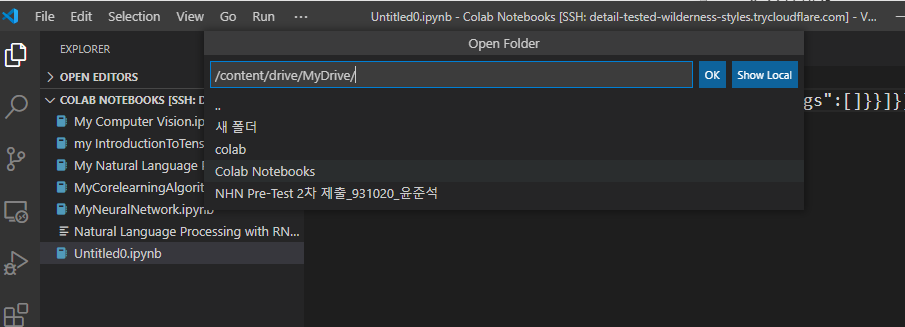 File Edit Selection View Go Run ··· Untitled0.ipynb - Colab Notebooks [SSH: detail-tested-wilderness-styles.trycloudflare.com] - V...
Open Folder
EXPLORER
/content/drive/MyDrive/ OK Show Local
OPEN EDITORS
COLAB NOTEBOOKS [SSH: D
gs":[]}}]}
..
My Computer Vision.ip
새 폴더
my IntroductionToTens
colab
My Natural Language
Colab Notebooks
MyCorelearningAlgorit
NHN Pre-Test 2차 제출_931020_윤준석
MyNeuralNetwork.ipynb
Natural Language Processing with RN...
Untitled0.ipynb